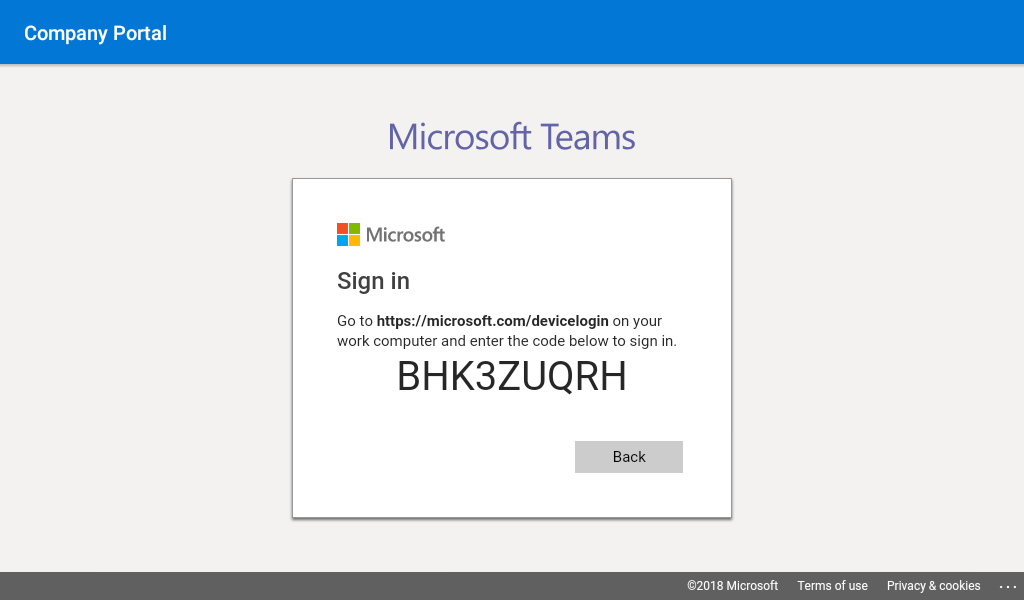 Company Portal
Microsoft Teams
Microsoft
Sign in
Go to https://microsoft.com/devicelogin on your
work computer and enter the code below to sign in.
BHK3ZUQRH
Back
©2018 Microsoft Terms of use Privacy & cookies ...